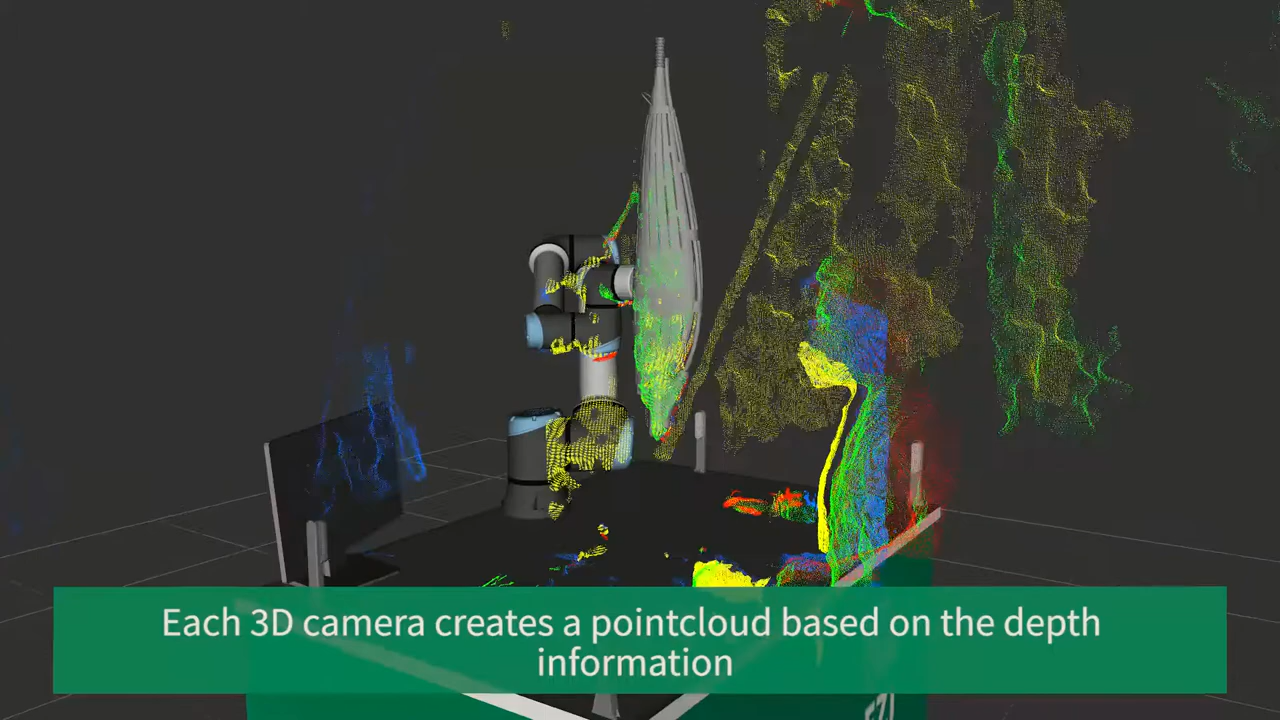 Each 3D camera creates a pointcloud based on the depth
information